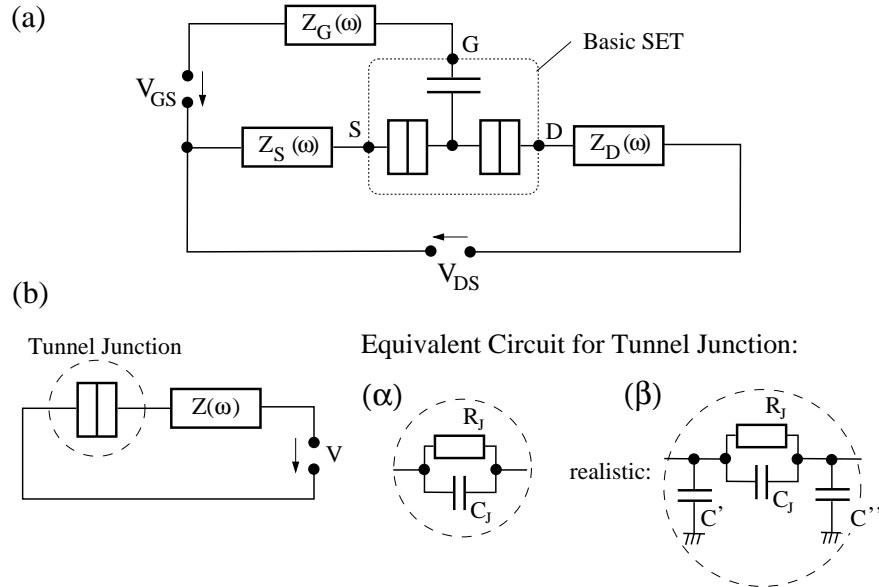 (a)
Z_G(ω)
G
Basic SET
V_GS
S
D
Z_S(ω)
Z_D(ω)
V_DS
(b)
Tunnel Junction
Equivalent Circuit for Tunnel Junction:
Z(ω)
V
(α)
R_J
C_J
(β)
R_J
realistic:
C'
C_J
C''